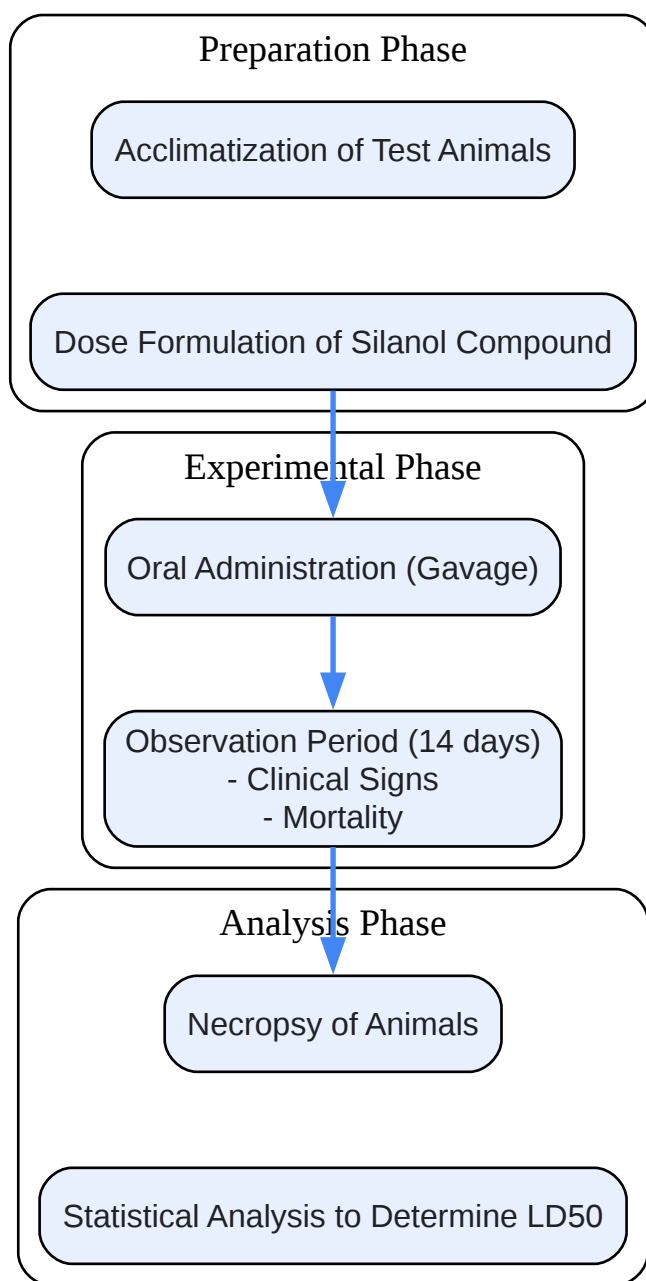 Preparation Phase
Acclimatization of Test Animals
Dose Formulation of Silanol Compound
Experimental Phase
Oral Administration (Gavage)
Observation Period (14 days)
- Clinical Signs
- Mortality
Analysis Phase
Necropsy of Animals
Statistical Analysis to Determine LD50